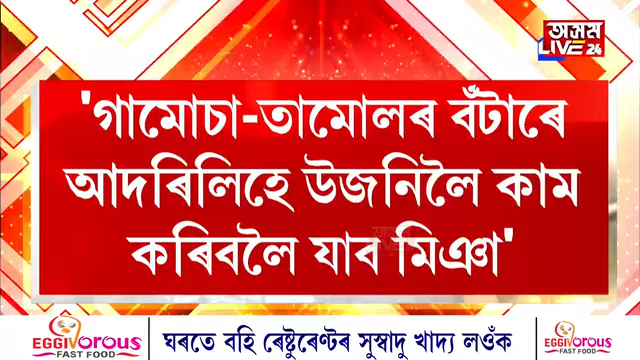 অসম
LIVE 24
'গামোচা-তামোলৰ বঁটাৰে
আদৰিলিহে উজনিলৈ কাম
কৰিবলৈ যাব মিঞা'
EGGIVOROUS
FAST FOOD
ঘৰতে বহি ৰেষ্টুৰেণ্টৰ সুস্বাদু খাদ্য লওঁক
EGGIVOROUS
FAST FOOD